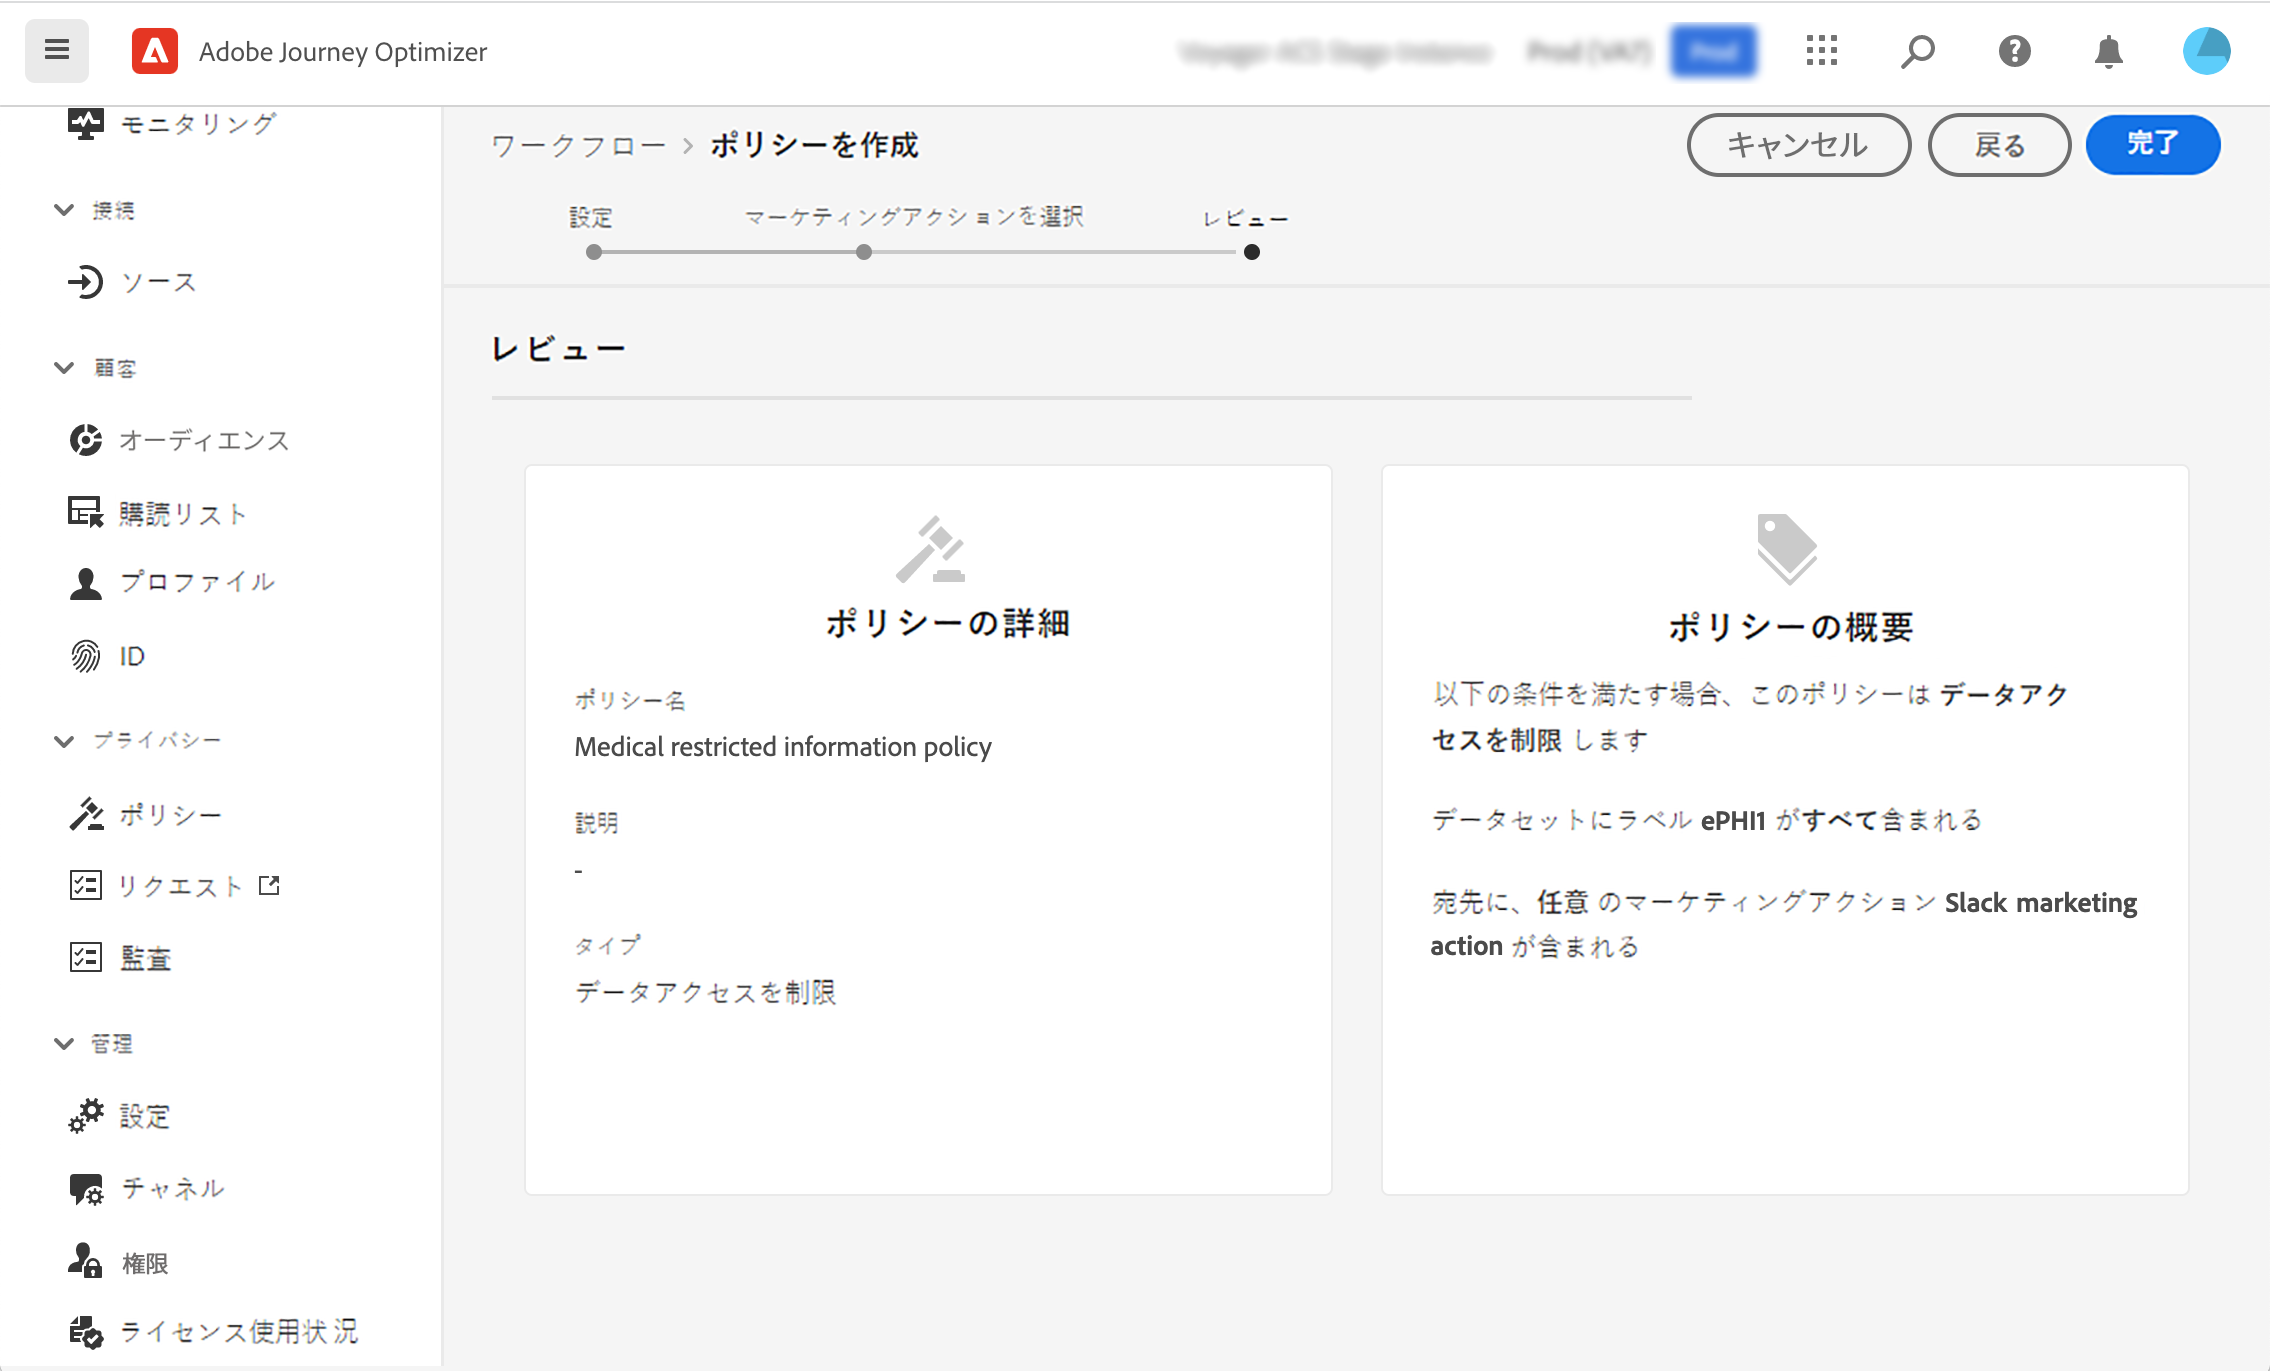 Adobe Journey Optimizer
モニタリング
接続
ソース
顧客
オーディエンス
購読リスト
プロファイル
ID
プライバシー
ポリシー
リクエスト
監査
管理
設定
チャネル
権限
ライセンス使用状況
ワークフロー > ポリシーを作成
キャンセル
戻る
完了
設定
マーケティングアクションを選択
レビュー
レビュー
ポリシーの詳細
ポリシー名
Medical restricted information policy
説明
-
タイプ
データアクセスを制限
ポリシーの概要
以下の条件を満たす場合、このポリシーは データアク
セスを制限 します
データセットにラベル ePHI1 がすべて含まれる
宛先に、任意 のマーケティングアクション Slack marketing
action が含まれる